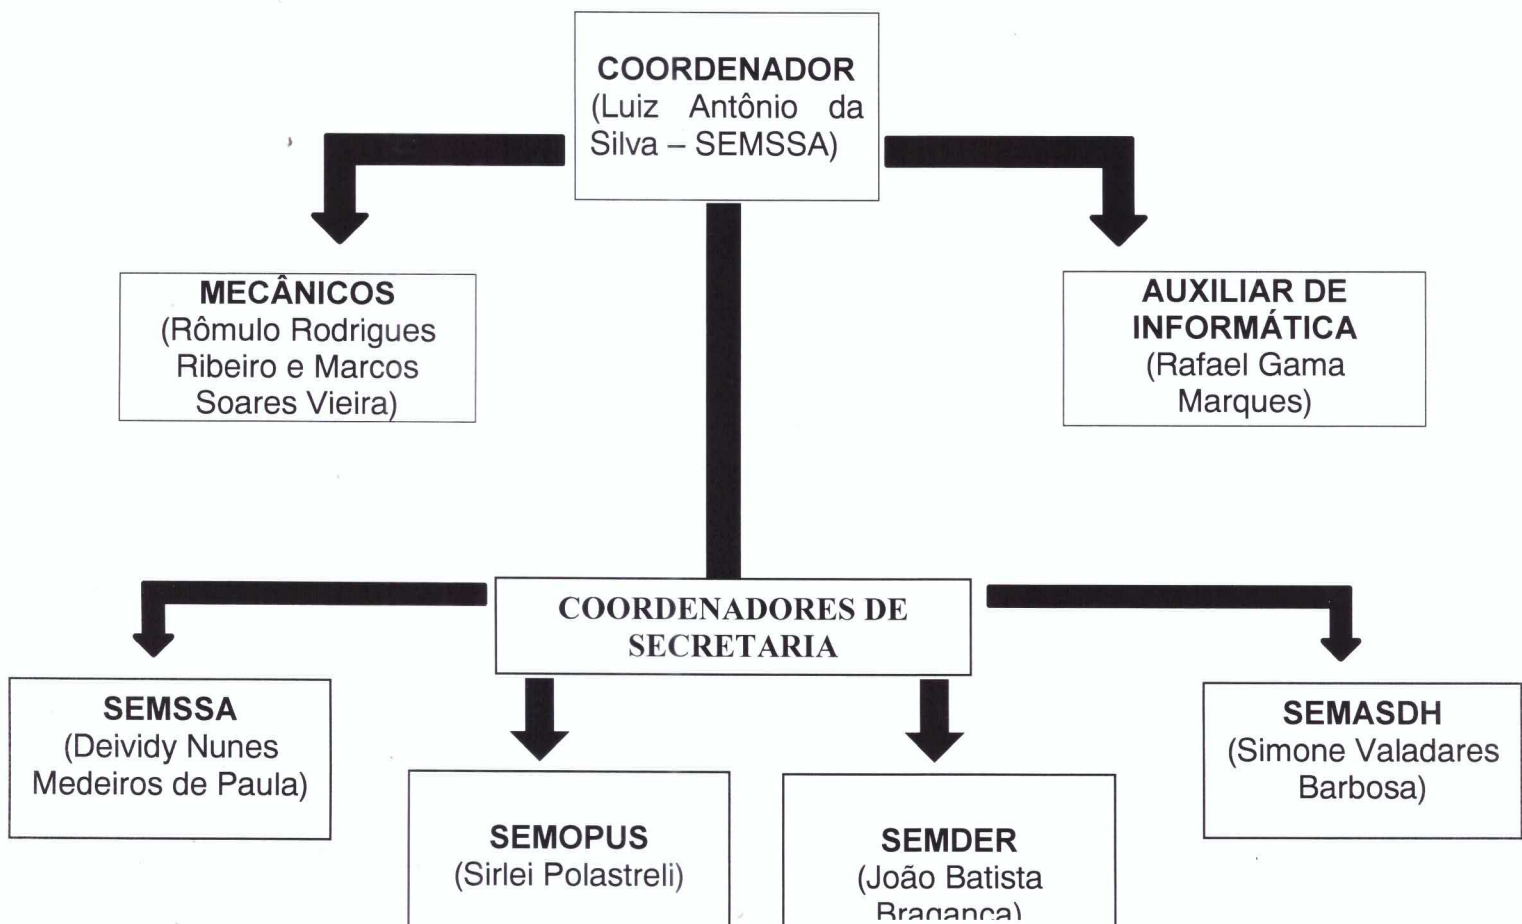 COORDENADOR
(Luiz Antônio da
Silva – SEMSSA)
MECÂNICOS
(Rômulo Rodrigues
Ribeiro e Marcos
Soares Vieira)
AUXILIAR DE
INFORMÁTICA
(Rafael Gama
Marques)
COORDENADORES DE
SECRETARIA
SEMSSA
(Deividy Nunes
Medeiros de Paula)
SEMOPUS
(Sirlei Polastreli)
SEMDER
(João Batista
Bragança)
SEMASDH
(Simone Valadares
Barbosa)